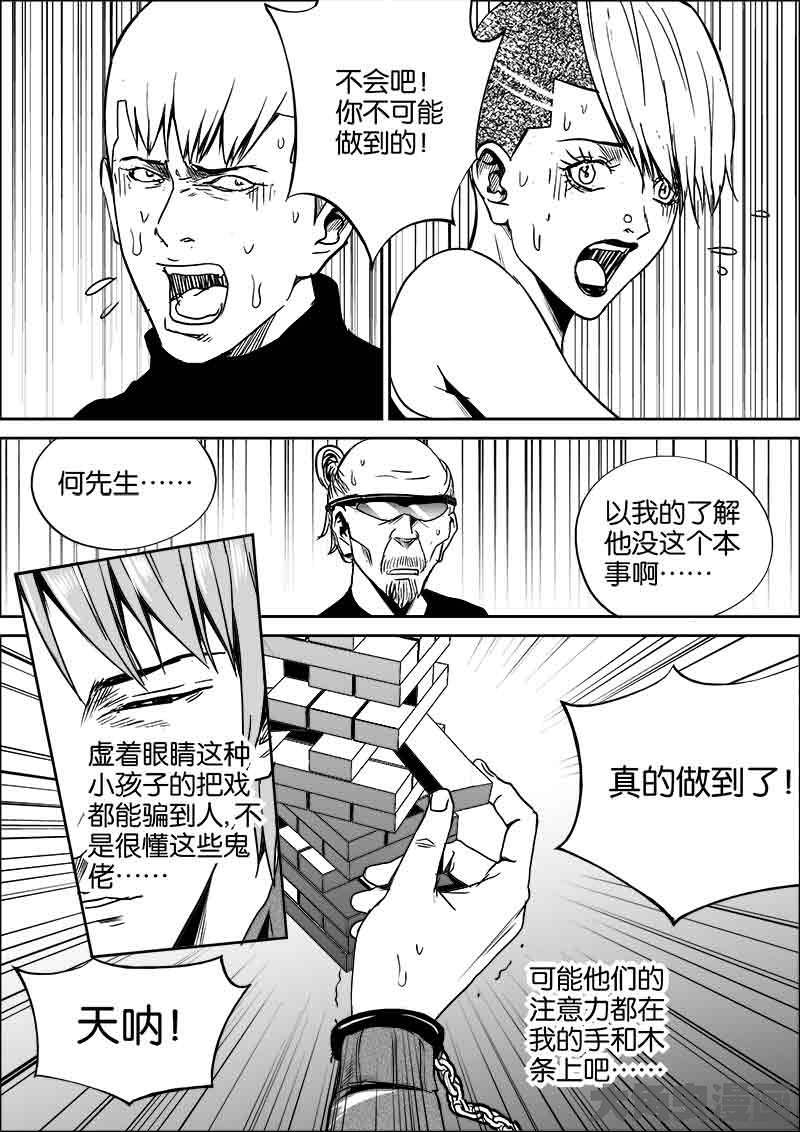 不会吧！
你不可能
做到的！
何先生……
以我的了解
他没这个本
事啊……
虚着眼睛这种
小孩子的把戏
都能骗到人,不
是很懂这些鬼
佬……
真的做到了！
天呐！
可能他们的
注意力都在
我的手和木
条上吧……